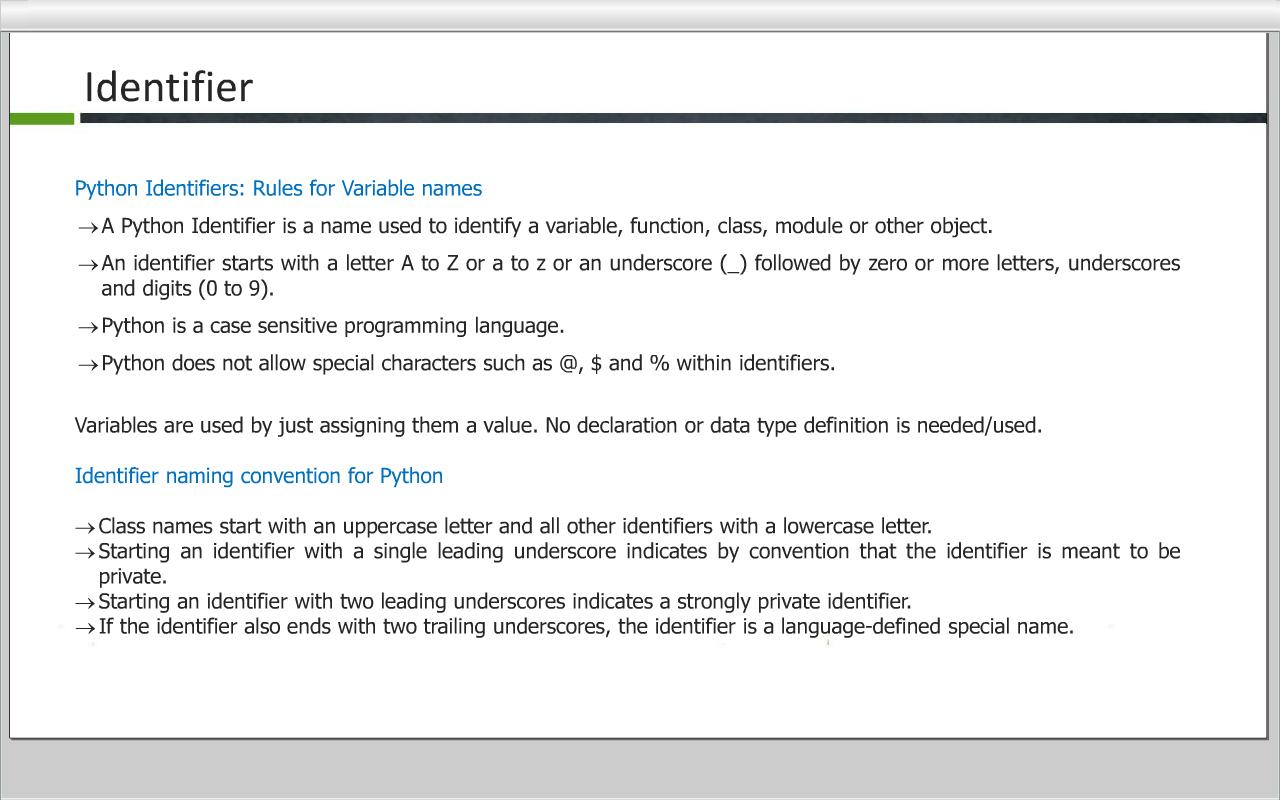 Identifier
Python Identifiers: Rules for Variable names
→A Python Identifier is a name used to identify a variable, function, class, module or other object.
→An identifier starts with a letter A to Z or a to z or an underscore (_) followed by zero or more letters, underscores
and digits (0 to 9).
→Python is a case sensitive programming language.
→Python does not allow special characters such as @, $ and % within identifiers.
Variables are used by just assigning them a value. No declaration or data type definition is needed/used.
Identifier naming convention for Python
→Class names start with an uppercase letter and all other identifiers with a lowercase letter.
→Starting an identifier with a single leading underscore indicates by convention that the identifier is meant to be
private.
→Starting an identifier with two leading underscores indicates a strongly private identifier.
→If the identifier also ends with two trailing underscores, the identifier is a language-defined special name.